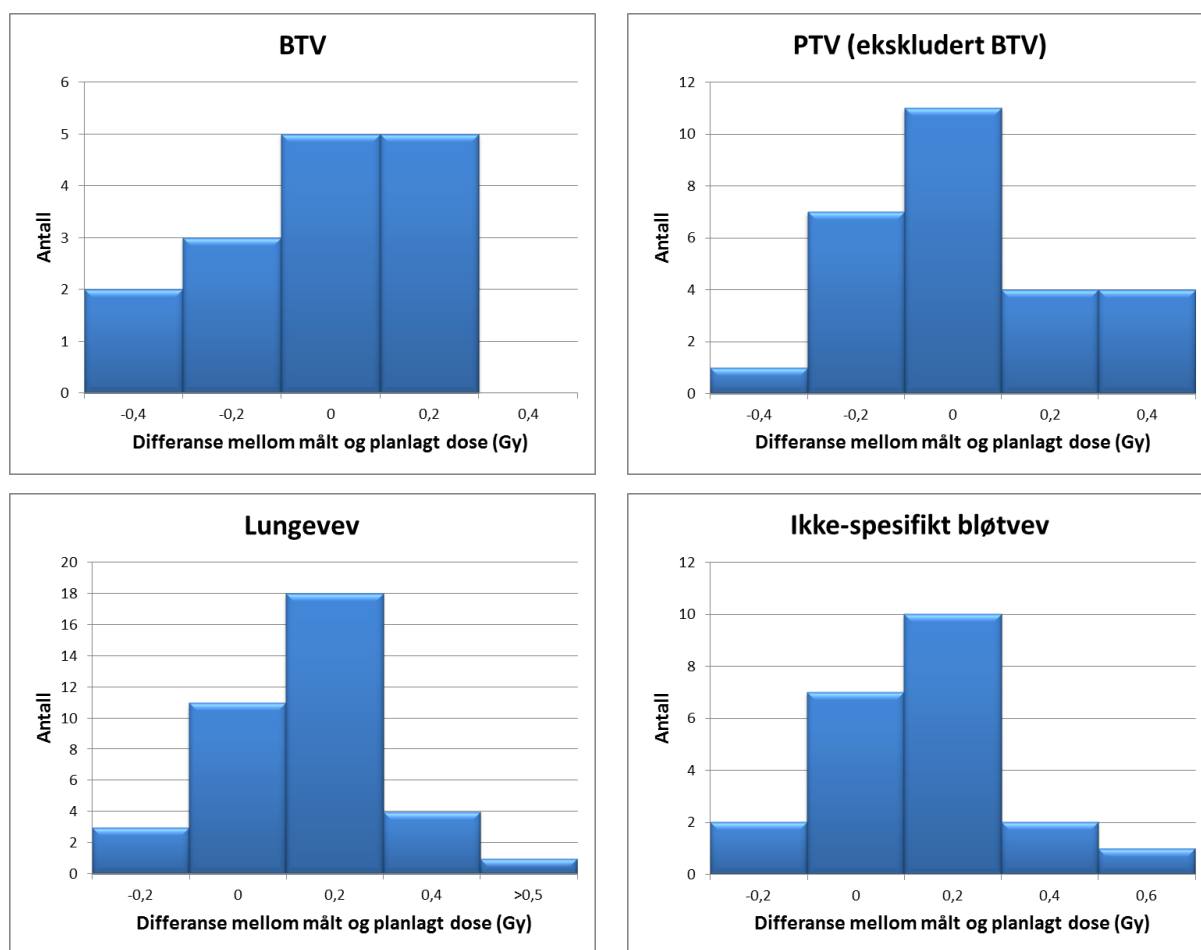 BTV
6
5
4
3
2
1
0
Antall
-0,4 -0,2 0 0,2 0,4
Differanse mellom målt og planlagt dose (Gy)
PTV (ekskludert BTV)
12
10
8
6
4
2
0
Antall
-0,4 -0,2 0 0,2 0,4
Differanse mellom målt og planlagt dose (Gy)
Lungevev
20
18
16
14
12
10
8
6
4
2
0
Antall
-0,2 0 0,2 0,4 >0,5
Differanse mellom målt og planlagt dose (Gy)
Ikke-spesifikt bløtvev
12
10
8
6
4
2
0
Antall
-0,2 0 0,2 0,4 0,6
Differanse mellom målt og planlagt dose (Gy)